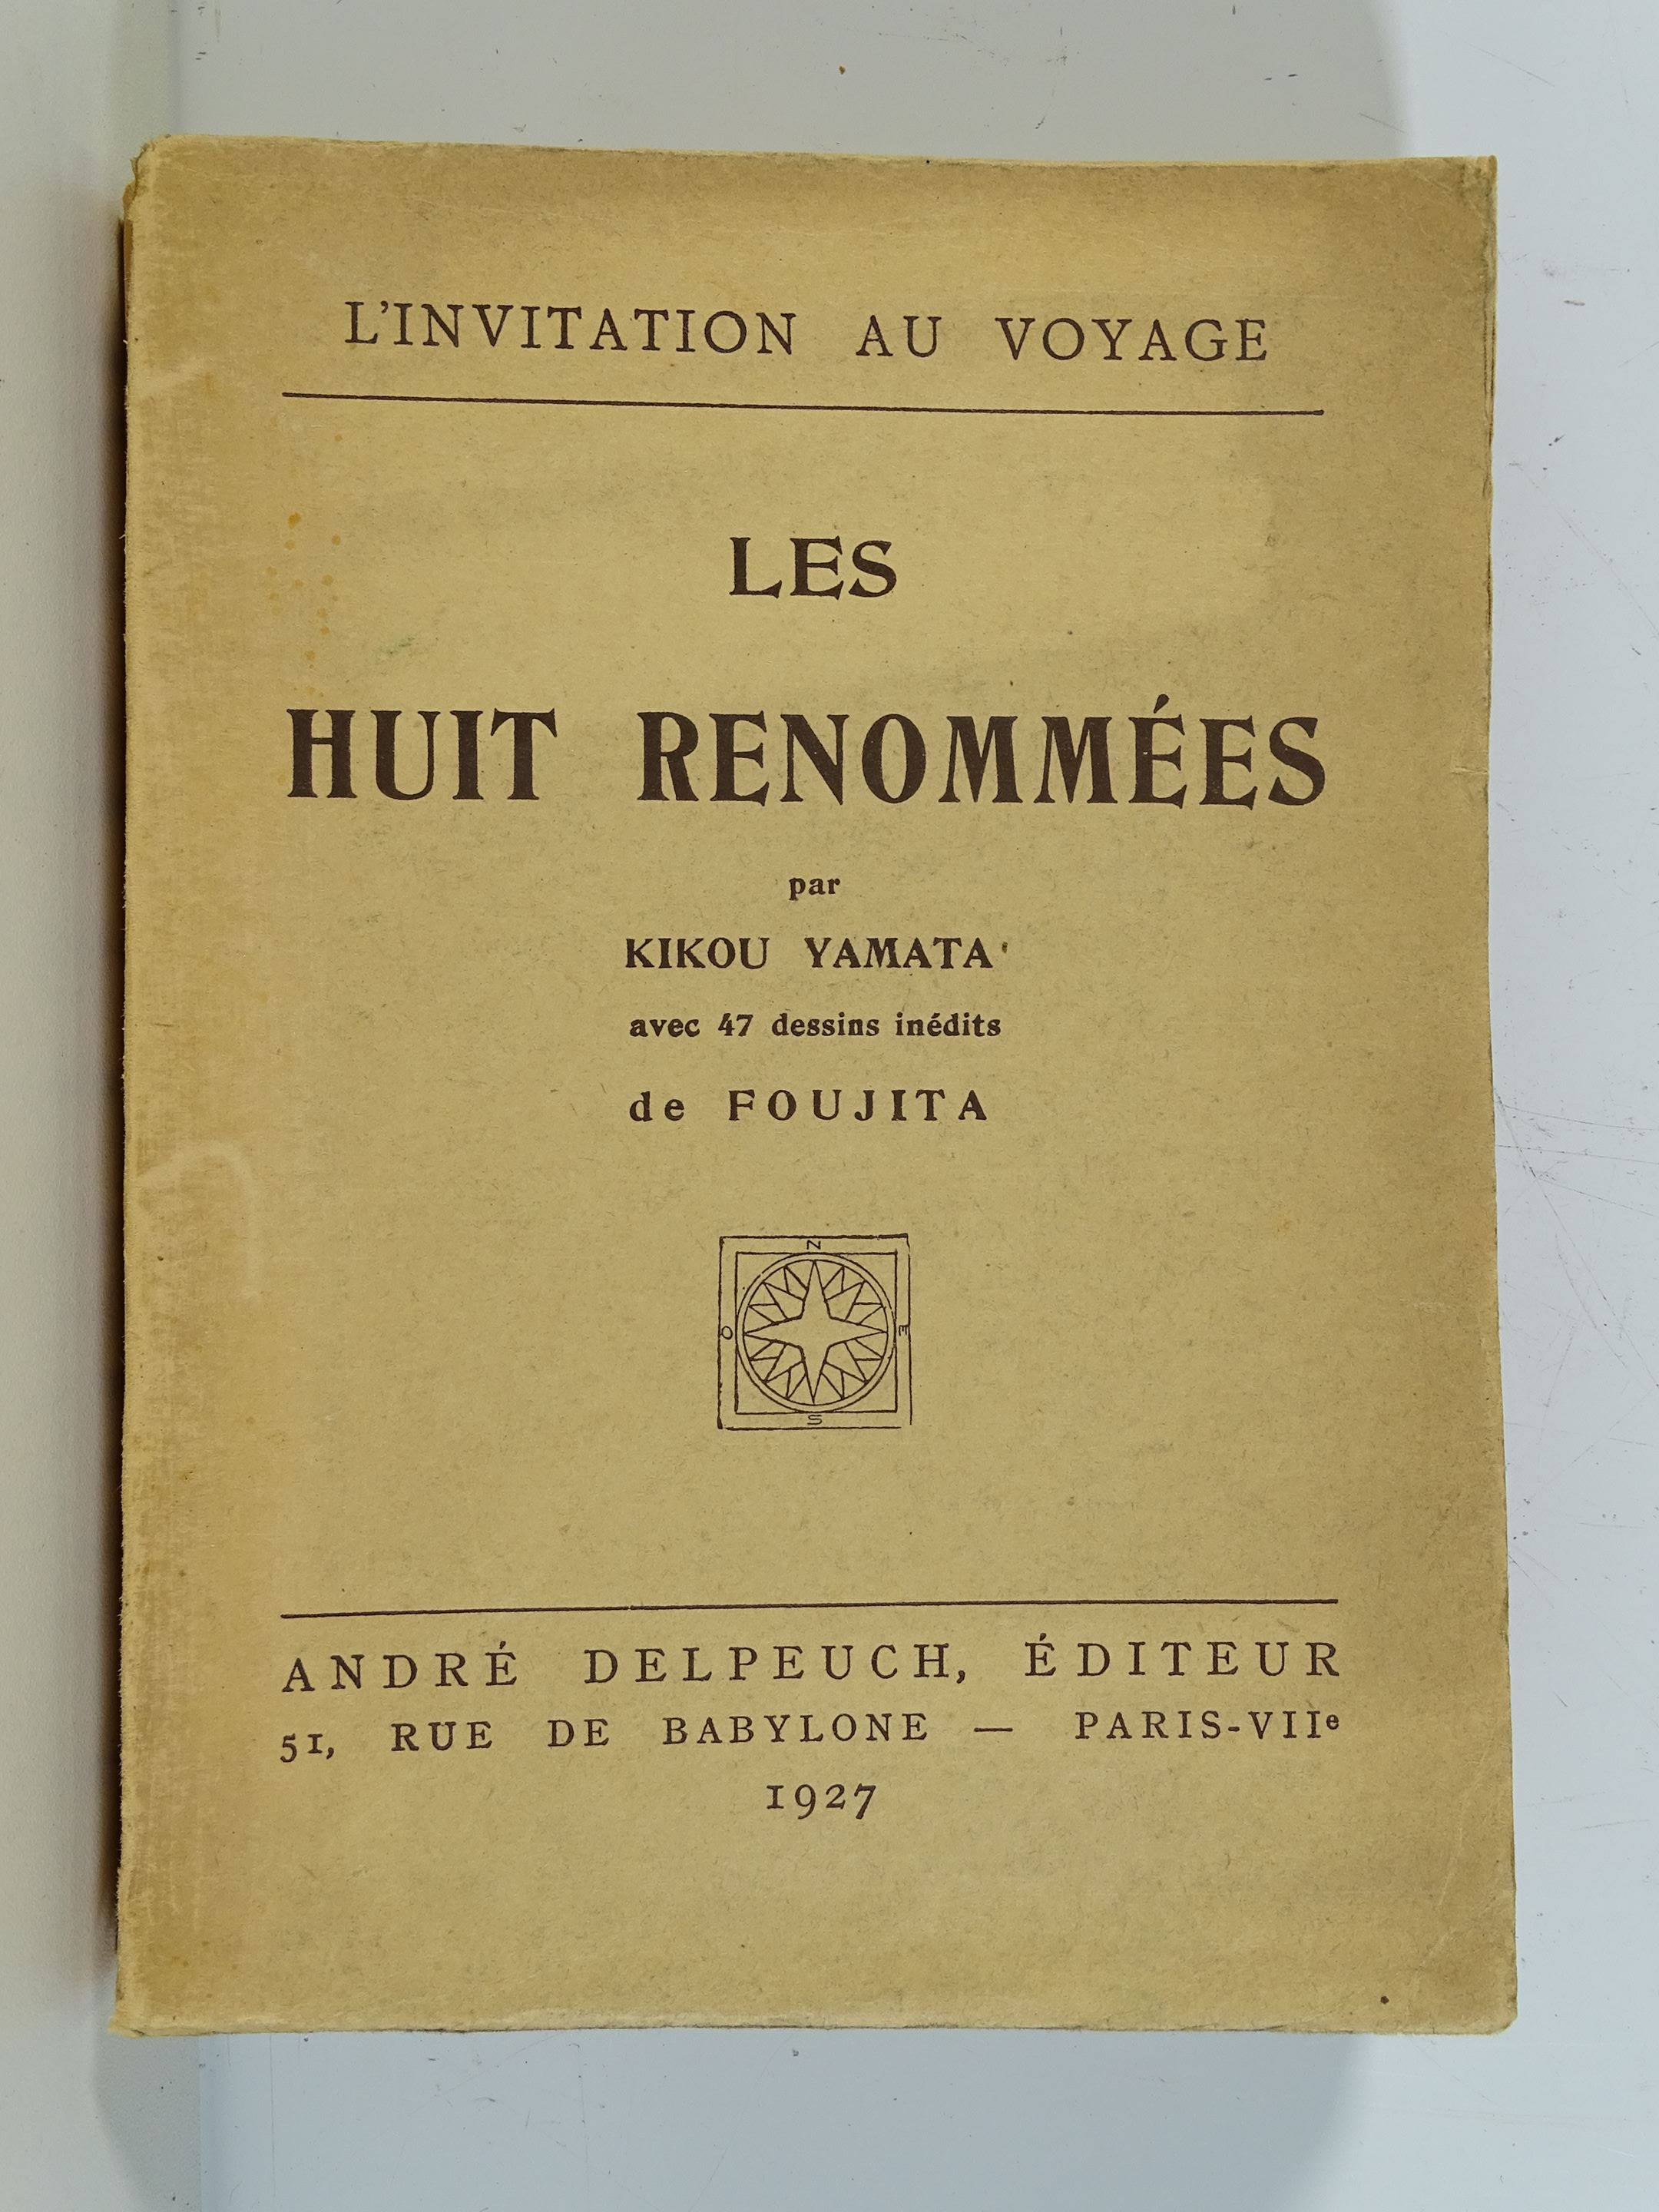 L'INVITATION AU VOYAGE
LES
HUIT RENOMMÉES
par
KIKOU YAMATA
avec 47 dessins inédits
de FOUJITA
N
O E
S
ANDRÉ DELPEUCH, ÉDITEUR
51, RUE DE BABYLONE — PARIS-VIIe
1927